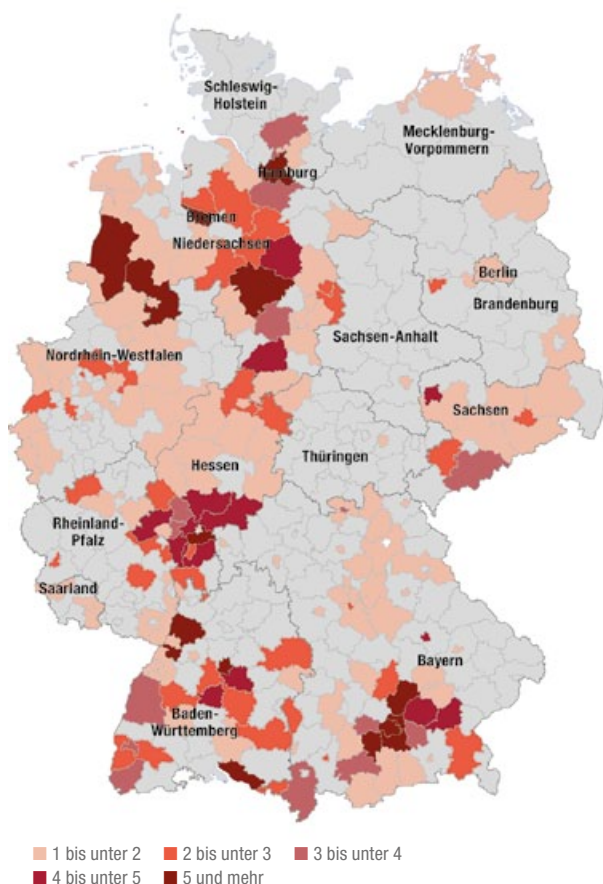 Schleswig-
Holstein
Mecklenburg-
Vorpommern
Hamburg
Bremen
Niedersachsen
Berlin
Brandenburg
Sachsen-Anhalt
Nordrhein-Westfalen
Sachsen
Hessen
Thüringen
Rheinland-
Pfalz
Saarland
Bayern
Baden-
Württemberg
1 bis unter 2 2 bis unter 3 3 bis unter 4
4 bis unter 5 5 und mehr